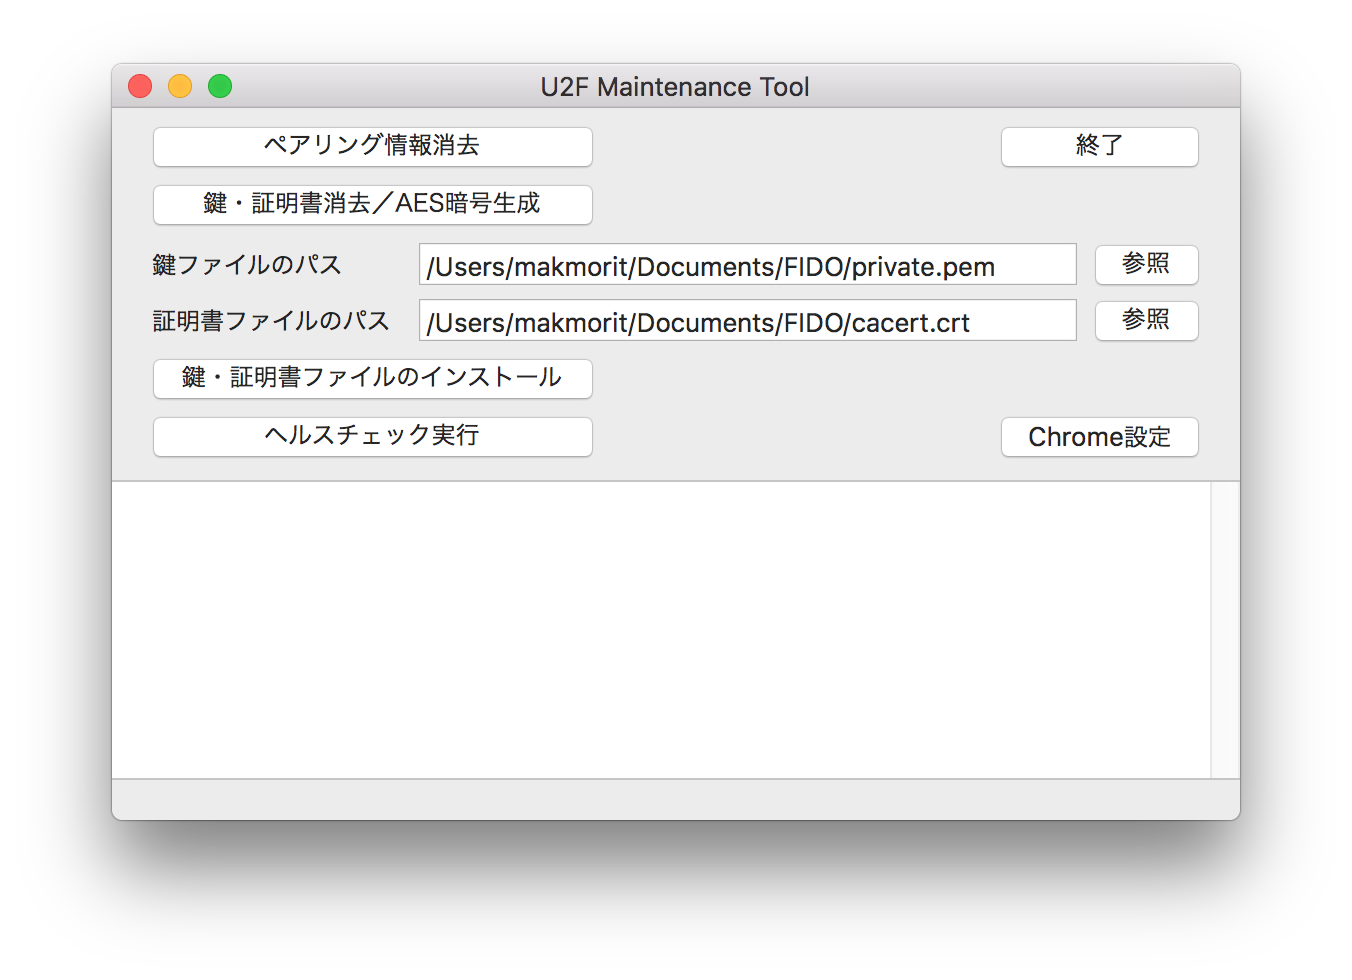 U2F Maintenance Tool
ペアリング情報消去
終了
鍵・証明書消去／AES暗号生成
鍵ファイルのパス
/Users/makmorit/Documents/FIDO/private.pem
参照
証明書ファイルのパス
/Users/makmorit/Documents/FIDO/cacert.crt
参照
鍵・証明書ファイルのインストール
ヘルスチェック実行
Chrome設定